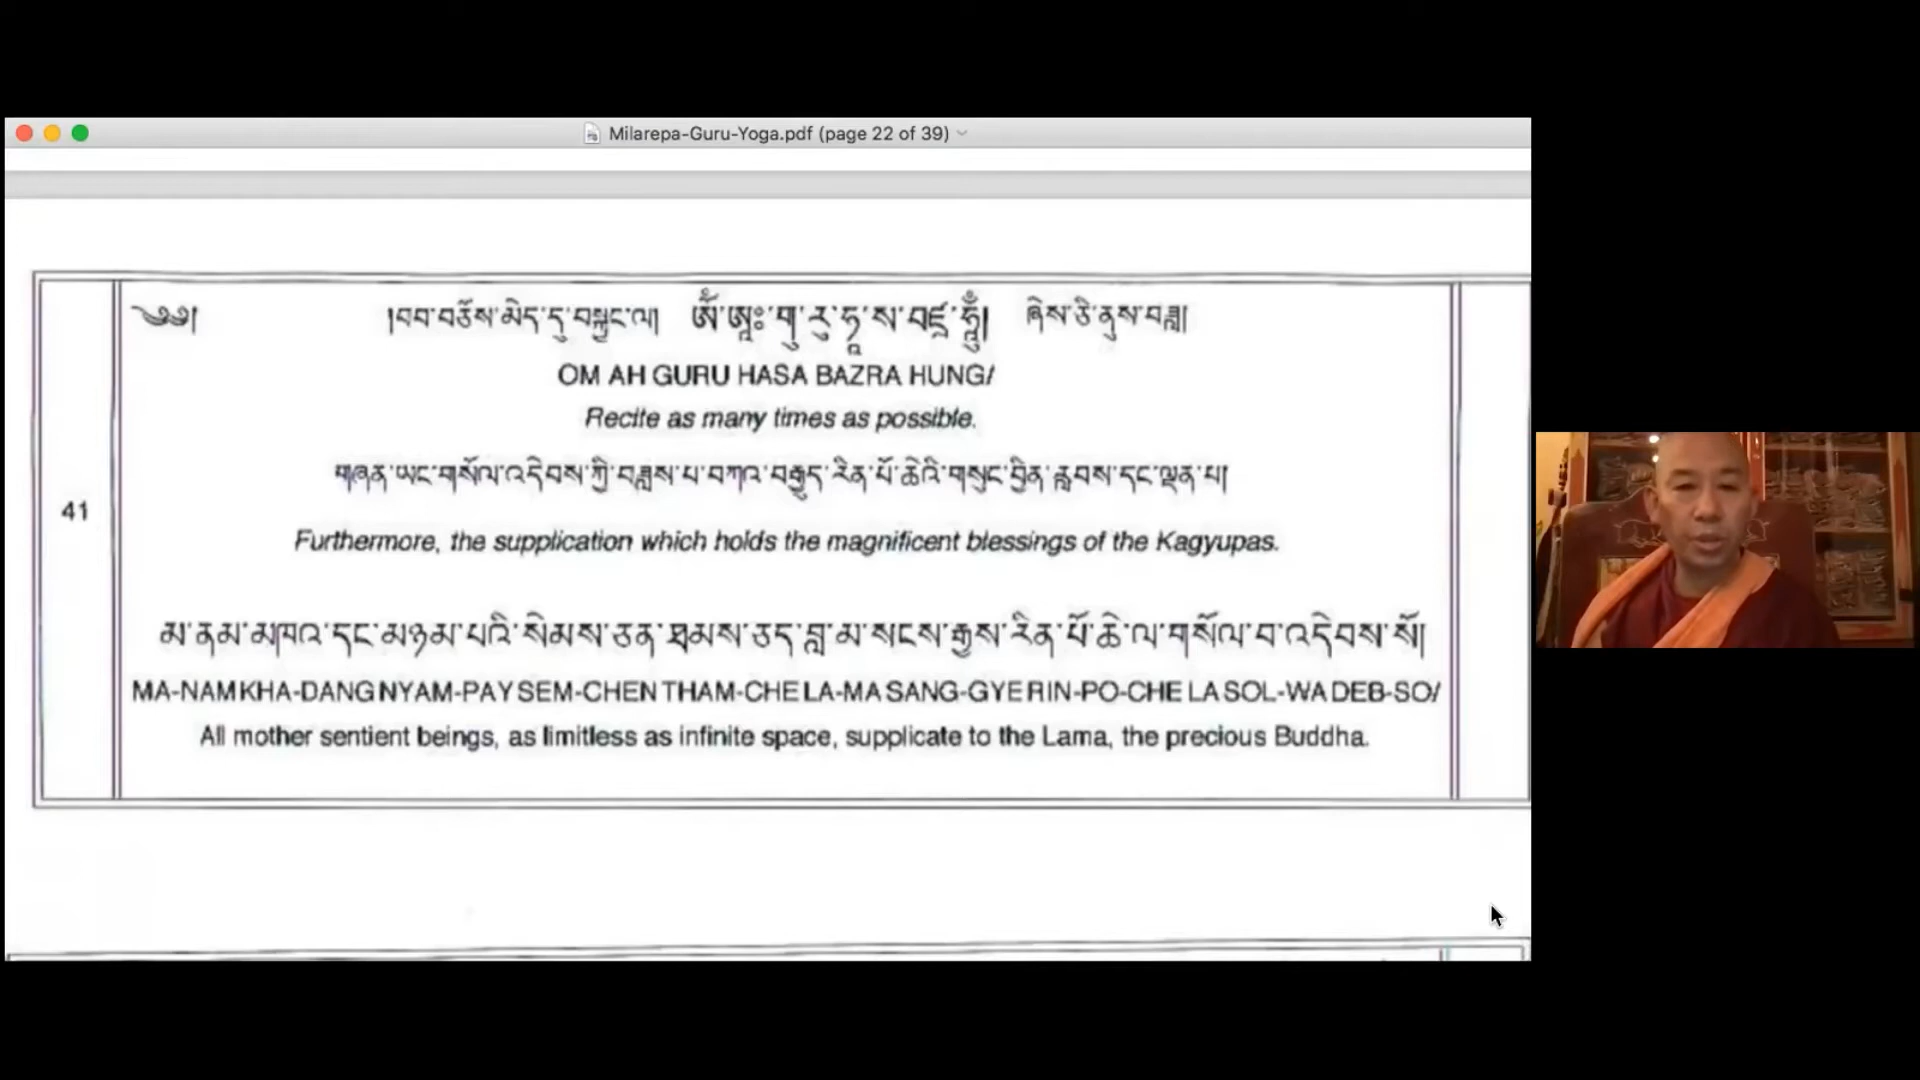 Milarepa-Guru-Yoga.pdf (page 22 of 39)
༄༅། །བབ་བཅོས་མེད་དུ་བསྐྱང་ལ། ཨོཾ་ཨཱཿ་གུ་རུ་ཧཱ་ས་བཛྲ་ཧཱུྃ། ཞེས་ཅི་ནུས་བཟླ།
OM AH GURU HASA BAZRA HUNG/
Recite as many times as possible.
གཞན་ཡང་གསོལ་འདེབས་ཀྱི་བཟླས་པ་བཀའ་བརྒྱུད་རིན་པོ་ཆེའི་གསུང་བྱིན་རླབས་དང་ལྡན་པ།
41
Furthermore, the supplication which holds the magnificent blessings of the Kagyupas.
མ་ནམ་མཁའ་དང་མཉམ་པའི་སེམས་ཅན་ཐམས་ཅད་བླ་མ་སངས་རྒྱས་རིན་པོ་ཆེ་ལ་གསོལ་བ་འདེབས་སོ།
MA-NAMKHA-DANG NYAM-PAY SEM-CHEN THAM-CHE LA-MA SANG-GYE RIN-PO-CHE LA SOL-WA DEB-SO/
All mother sentient beings, as limitless as infinite space, supplicate to the Lama, the precious Buddha.